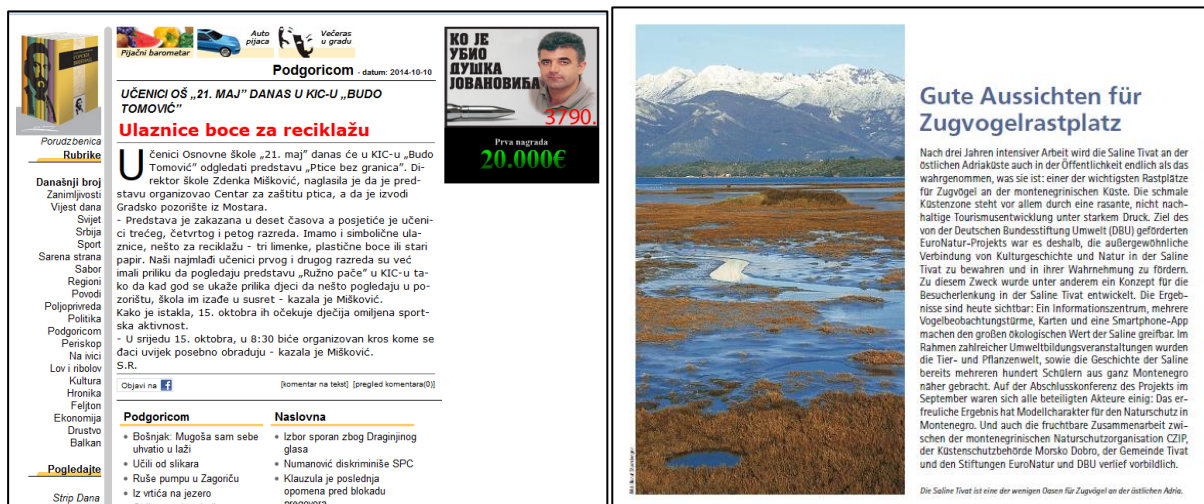 Pijačni barometar
Auto
pijaca
Večeras
u gradu
Podgoricom - datum: 2014-10-10
UČENICI OŠ „21. MAJ” DANAS U KIC-U „BUDO
TOMOVIĆ”
Ulaznice boce za reciklažu
Učenici Osnovne škole „21. maj” danas će u KIC-u „Budo
Tomović” odgledati predstavu „Ptice bez granica”. Di-
rektor škole Zdenka Mišković, naglasila je da je pred-
stavu organizovao Centar za zaštitu ptica, a da je izvodi
Gradsko pozorište iz Mostara.
- Predstava je zakazana u deset časova a posjetiće je učeni-
ci trećeg, četvrtog i petog razreda. Imamo i simbolične ula-
znice, nešto za reciklažu - tri limenke, plastične boce ili stari
papir. Naši najmlađi učenici prvog i drugog razreda su već
imali priliku da pogledaju predstavu „Ružno pače” u KIC-u ta-
ko da kad god se ukaže prilika djeci da nešto pogledaju u po-
zorištu, škola im izađe u susret - kazala je Mišković.
Kako je istakla, 15. oktobra ih očekuje dječija omiljena sport-
ska aktivnost.
- U srijedu 15. oktobra, u 8:30 biće organizovan kros kome se
đaci uvijek posebno obraduju - kazala je Mišković.
S.R.
Objavi na
[komentar na tekst] [pregled komentara(0)]
Podgoricom
Bošnjak: Mugoša sam sebe
uhvatio u laži
Učili od slikara
Ruše pumpu u Zagoriču
Iz vrtića na jezero
Naslovna
Izbor sporan zbog Draginjinog
glasa
Numanović diskriminiše SPC
Klauzula je poslednja
opomena pred blokadu
pregovora
Porudzbenica
Rubrike
Današnji broj
Zanimljivosti
Vijest dana
Svijet
Srbija
Sport
Sarena strana
Sabor
Regioni
Povodi
Poljoprivreda
Politika
Podgoricom
Periskop
Na ivici
Lov i ribolov
Kultura
Hronika
Feljton
Ekonomija
Drustvo
Balkan
Pogledajte
Strip Dana
КО ЈЕ
УБИО
ДУШКА
ЈОВАНОВИЋА
3790.
Prva nagrada
20.000€
Gute Aussichten für
Zugvogelrastplatz
Nach drei Jahren intensiver Arbeit wird die Saline Tivat an der
östlichen Adriaküste auch in der Öffentlichkeit endlich als das
wahrgenommen, was sie ist: einer der wichtigsten Rastplätze
für Zugvögel an der montenegrinischen Küste. Die schmale
Küstenzone steht vor allem durch eine rasante, nicht nach-
haltige Tourismusentwicklung unter starkem Druck. Ziel des
von der Deutschen Bundesstiftung Umwelt (DBU) geförderten
EuroNatur-Projekts war es deshalb, die außergewöhnliche
Verbindung von Kulturgeschichte und Natur in der Saline
Tivat zu bewahren und in ihrer Wahrnehmung zu fördern.
Zu diesem Zweck wurde unter anderem ein Konzept für die
Besucherlenkung in der Saline Tivat entwickelt. Die Ergeb-
nisse sind heute sichtbar: Ein Informationszentrum, mehrere
Vogelbeobachtungstürme, Karten und eine Smartphone-App
machen den großen ökologischen Wert der Saline greifbar. Im
Rahmen zahlreicher Umweltbildungsveranstaltungen wurden
die Tier- und Pflanzenwelt, sowie die Geschichte der Saline
bereits mehreren hundert Schülern aus ganz Montenegro
näher gebracht. Auf der Abschlusskonferenz des Projekts im
September waren sich alle beteiligten Akteure einig: Das er-
freuliche Ergebnis hat Modellcharakter für den Naturschutz in
Montenegro. Und auch die fruchtbare Zusammenarbeit zwi-
schen der montenegrinischen Naturschutzorganisation CZIP,
der Küstenschutzbehörde Morsko Dobro, der Gemeinde Tivat
und den Stiftungen EuroNatur und DBU verlief vorbildlich.
Die Saline Tivat ist eine der wenigen Oasen für Zugvögel an der östlichen Adria.